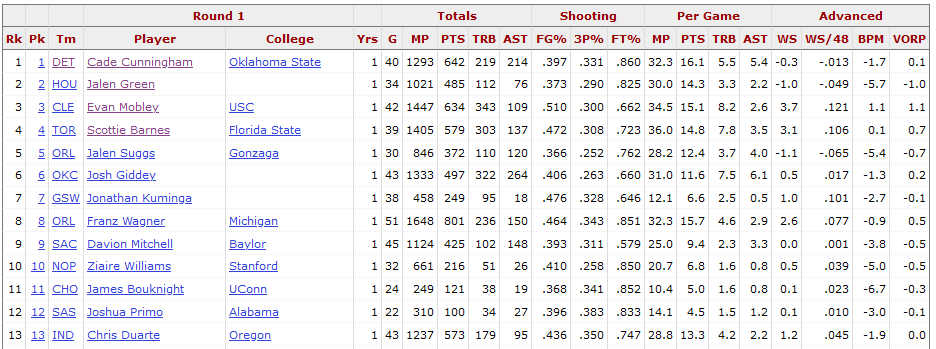 Round 1 Totals Shooting Per Game Advanced
Rk Pk Tm Player College Yrs G MP PTS TRB AST FG% 3P% FT% MP PTS TRB AST WS WS/48 BPM VORP
1 1 DET Cade Cunningham Oklahoma State 1 40 1293 642 219 214 .397 .331 .860 32.3 16.1 5.5 5.4 -0.3 -.013 -1.7 0.1
2 2 HOU Jalen Green 1 34 1021 485 112 76 .373 .290 .825 30.0 14.3 3.3 2.2 -1.0 -.049 -5.7 -1.0
3 3 CLE Evan Mobley USC 1 42 1447 634 343 109 .510 .300 .662 34.5 15.1 8.2 2.6 3.7 .121 1.1 1.1
4 4 TOR Scottie Barnes Florida State 1 39 1405 579 303 137 .472 .308 .723 36.0 14.8 7.8 3.5 3.1 .106 0.1 0.7
5 5 ORL Jalen Suggs Gonzaga 1 30 846 372 110 120 .366 .252 .762 28.2 12.4 3.7 4.0 -1.1 -.065 -5.4 -0.7
6 6 OKC Josh Giddey 1 43 1333 497 322 264 .406 .263 .660 31.0 11.6 7.5 6.1 0.5 .017 -1.3 0.2
7 7 GSW Jonathan Kuminga 1 38 458 249 95 18 .476 .328 .646 12.1 6.6 2.5 0.5 1.0 .101 -2.7 -0.1
8 8 ORL Franz Wagner Michigan 1 51 1648 801 236 150 .464 .343 .851 32.3 15.7 4.6 2.9 2.6 .077 -0.9 0.5
9 9 SAC Davion Mitchell Baylor 1 45 1124 425 102 148 .393 .311 .579 25.0 9.4 2.3 3.3 0.0 .001 -3.8 -0.5
10 10 NOP Ziaire Williams Stanford 1 32 661 216 51 26 .410 .258 .850 20.7 6.8 1.6 0.8 0.5 .039 -5.0 -0.5
11 11 CHO James Bouknight UConn 1 24 249 121 38 19 .368 .341 .852 10.4 5.0 1.6 0.8 0.1 .023 -6.7 -0.3
12 12 SAS Joshua Primo Alabama 1 22 310 100 34 27 .396 .383 .833 14.1 4.5 1.5 1.2 0.1 .010 -3.0 -0.1
13 13 IND Chris Duarte Oregon 1 43 1237 573 179 95 .436 .350 .747 28.8 13.3 4.2 2.2 1.2 .045 -1.9 0.0